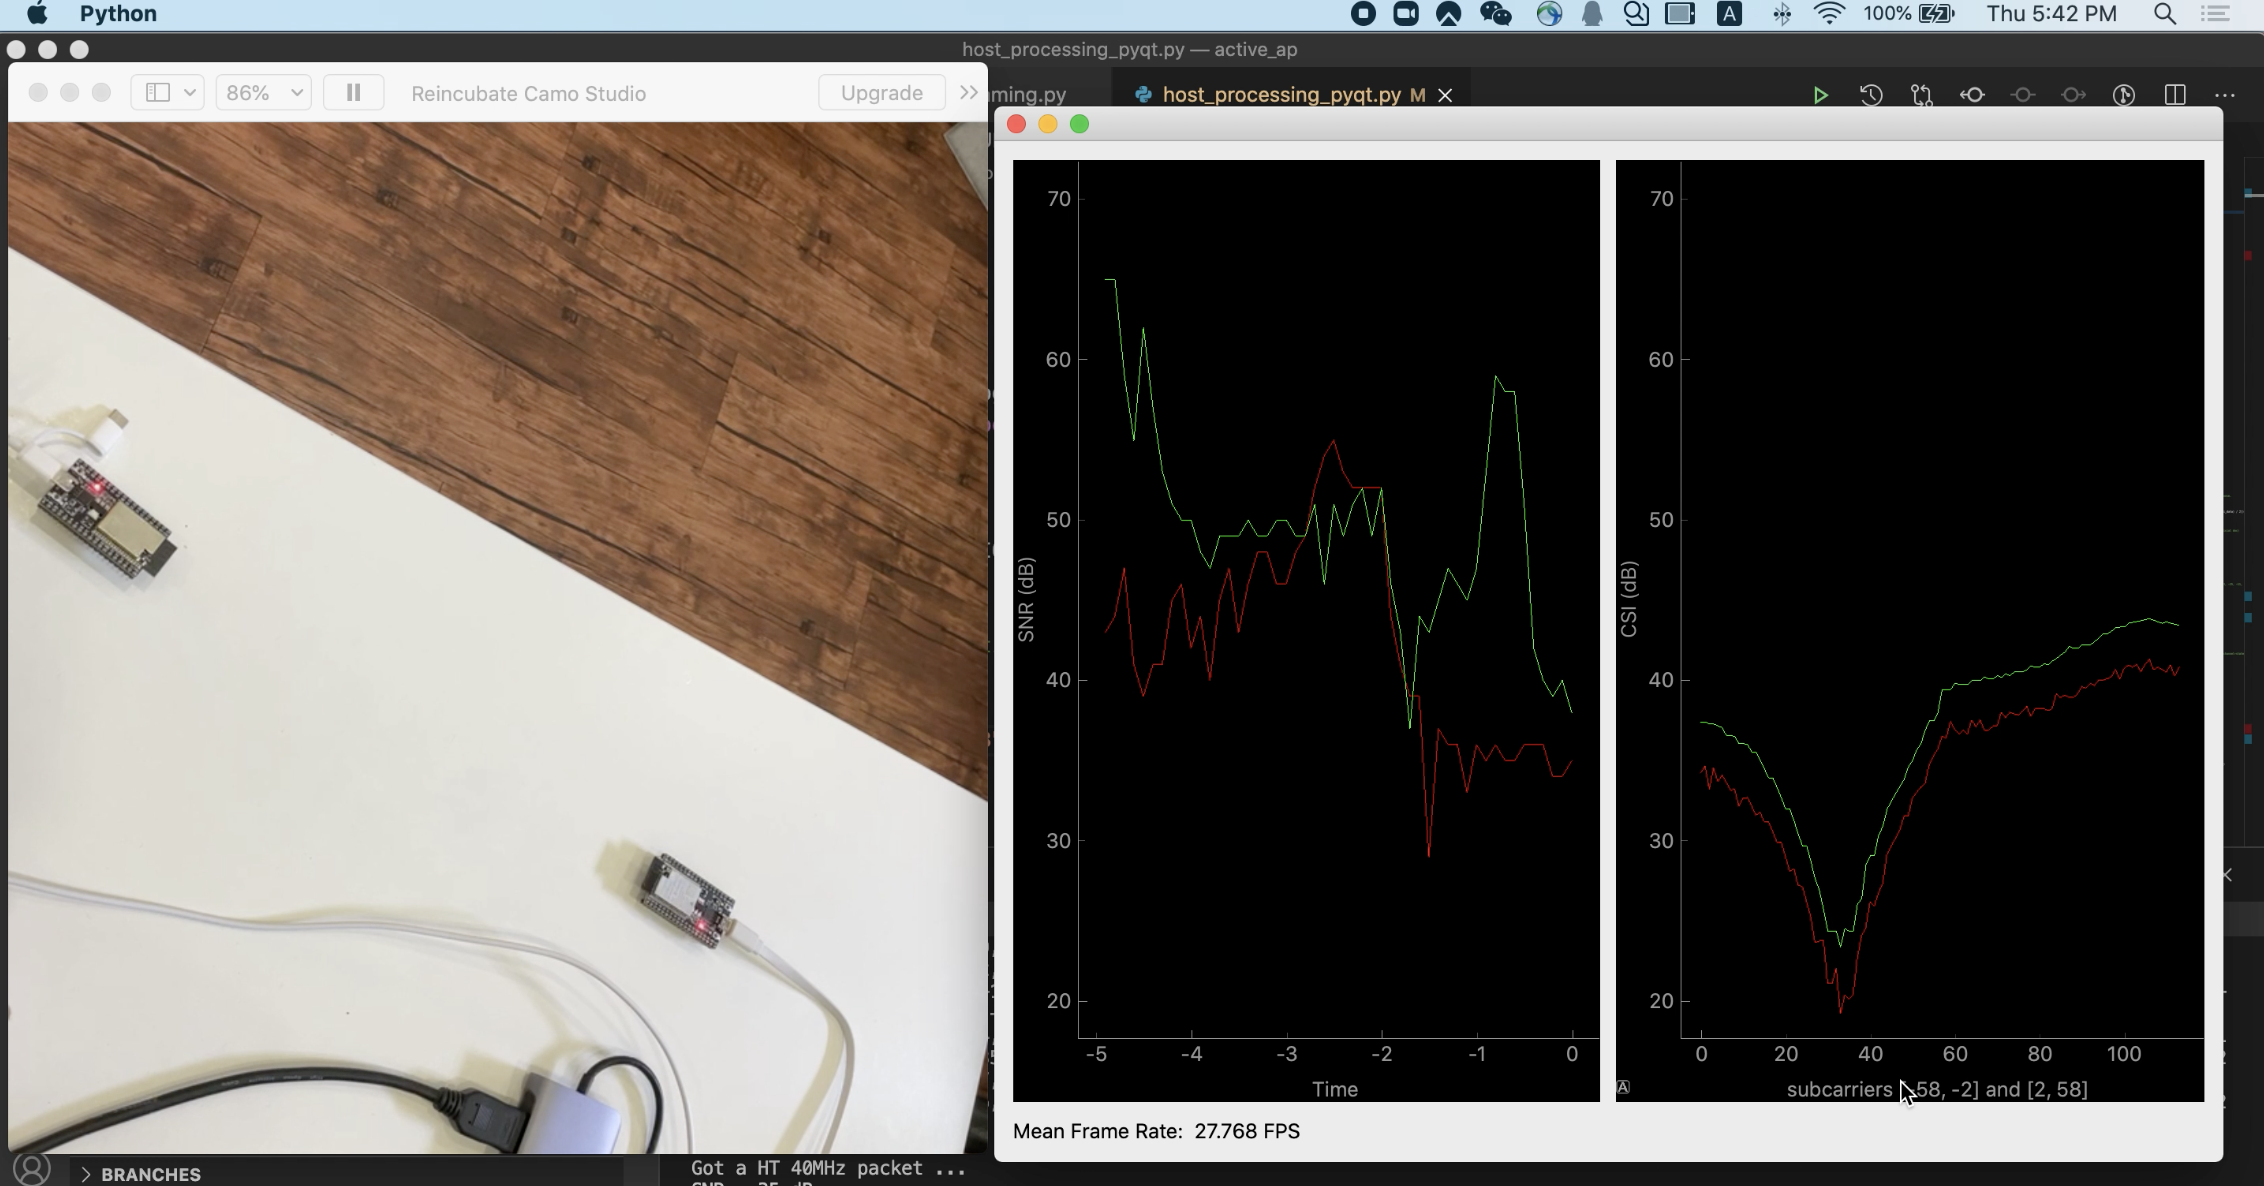 Python
A
100%
Thu 5:42 PM
host_processing_pyqt.py — active_ap
86%
Reincubate Camo Studio
Upgrade
ming.py
host_processing_pyqt.py M
70
60
50
40
30
20
SNR (dB)
-5 -4 -3 -2 -1 0
Time
70
60
50
40
30
20
CSI (dB)
0 20 40 60 80 100
A
subcarriers 58, -2] and [2, 58]
Mean Frame Rate: 27.768 FPS
BRANCHES
Got a HT 40MHz packet ...